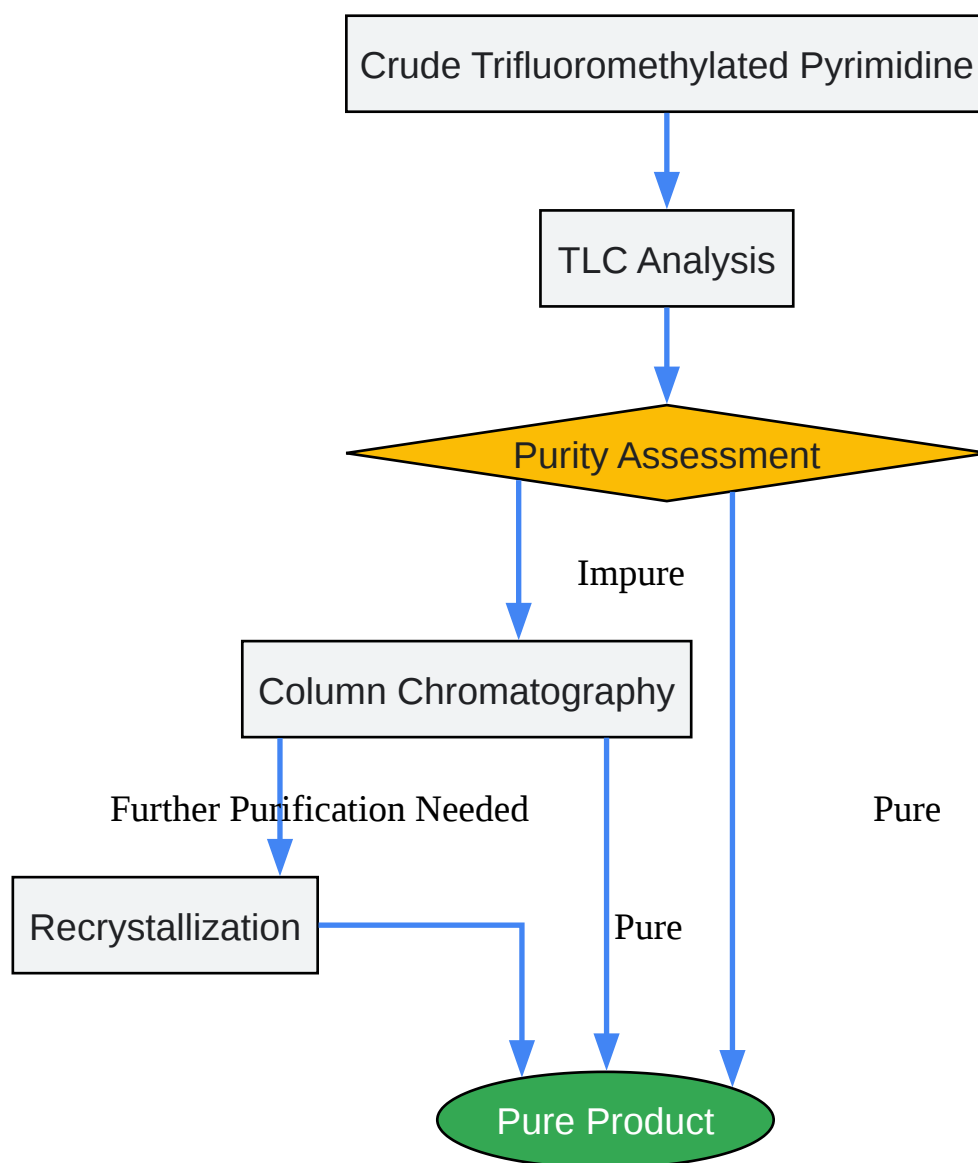 Crude Trifluoromethylated Pyrimidine
TLC Analysis
Purity Assessment
Impure
Column Chromatography
Further Purification Needed
Pure
Recrystallization
Pure
Pure Product